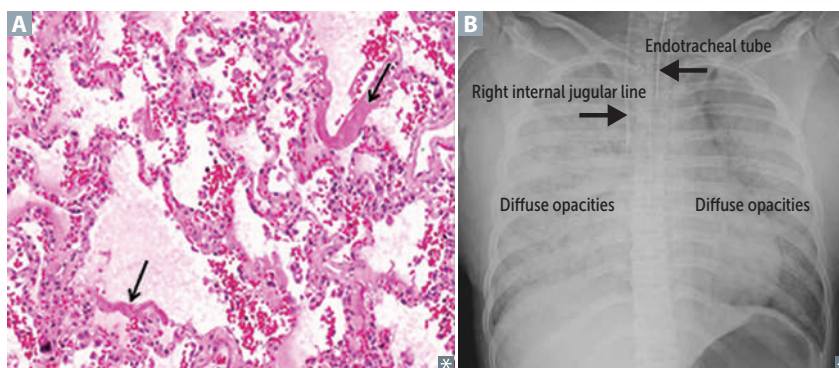 A
B
Endotracheal tube
Right internal jugular line
Diffuse opacities
Diffuse opacities